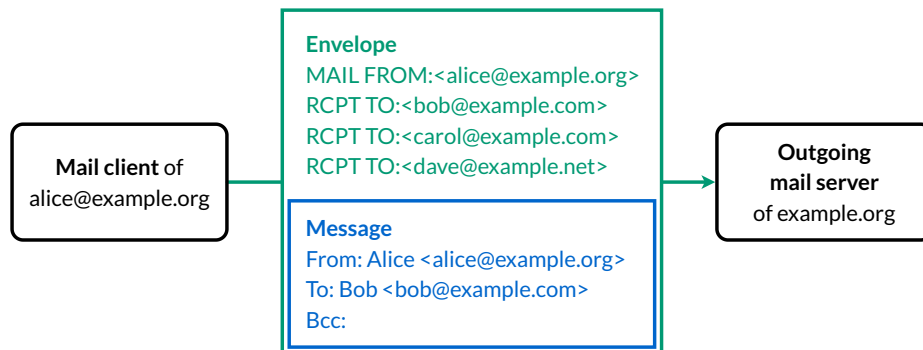 Mail client of
alice@example.org
Envelope
MAIL FROM:<alice@example.org>
RCPT TO:<bob@example.com>
RCPT TO:<carol@example.com>
RCPT TO:<dave@example.net>
Message
From: Alice <alice@example.org>
To: Bob <bob@example.com>
Bcc:
Outgoing
mail server
of example.org